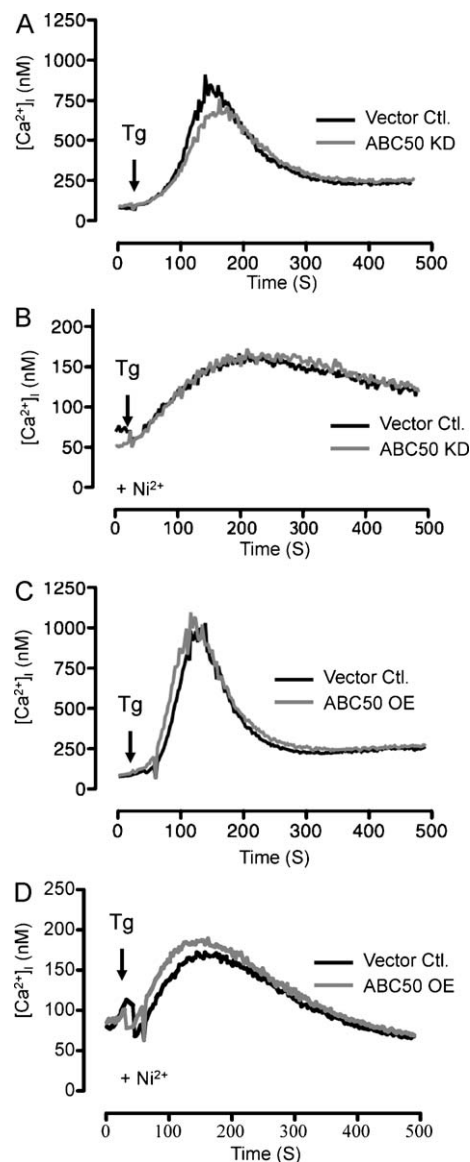 A
[Ca²⁺]ᵢ (nM)
1250
1000
750
500
250
0
Tg
Vector Ctl.
ABC50 KD
0 100 200 300 400 500
Time (S)
B
[Ca²⁺]ᵢ (nM)
200
150
100
50
0
Tg
Vector Ctl.
ABC50 KD
+ Ni²⁺
0 100 200 300 400 500
Time (S)
C
[Ca²⁺]ᵢ (nM)
1250
1000
750
500
250
0
Tg
Vector Ctl.
ABC50 OE
0 100 200 300 400 500
Time (S)
D
[Ca²⁺]ᵢ (nM)
250
200
150
100
50
0
Tg
Vector Ctl.
ABC50 OE
+ Ni²⁺
0 100 200 300 400 500
Time (S)